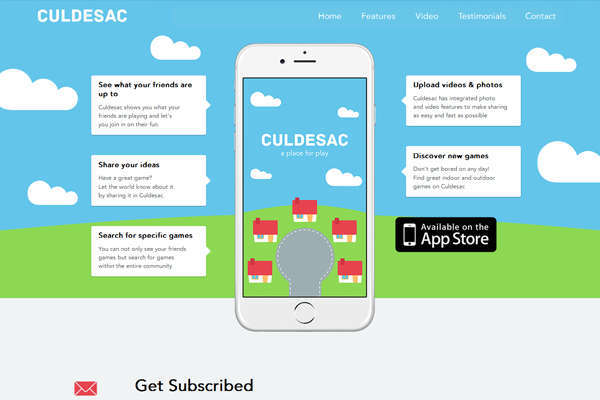 CULDESAC
Home Features Video Testimonials Contact
See what your friends are
up to
Culdesac shows you what your
friends are playing and let's
you join in on their fun
Share your ideas
Have a great game?
Let the world know about it
by sharing it in Culdesac
Search for specific games
You can not only see your friends
games but search for games
within the entire community
CULDESAC
a place for play
Upload videos & photos
Culdesac has integrated photo
and video features to make sharing
as easy and fast as possible
Discover new games
Don't get bored on any day!
Find great indoor and outdoor
games on Culdesac
Available on the
App Store
Get Subscribed